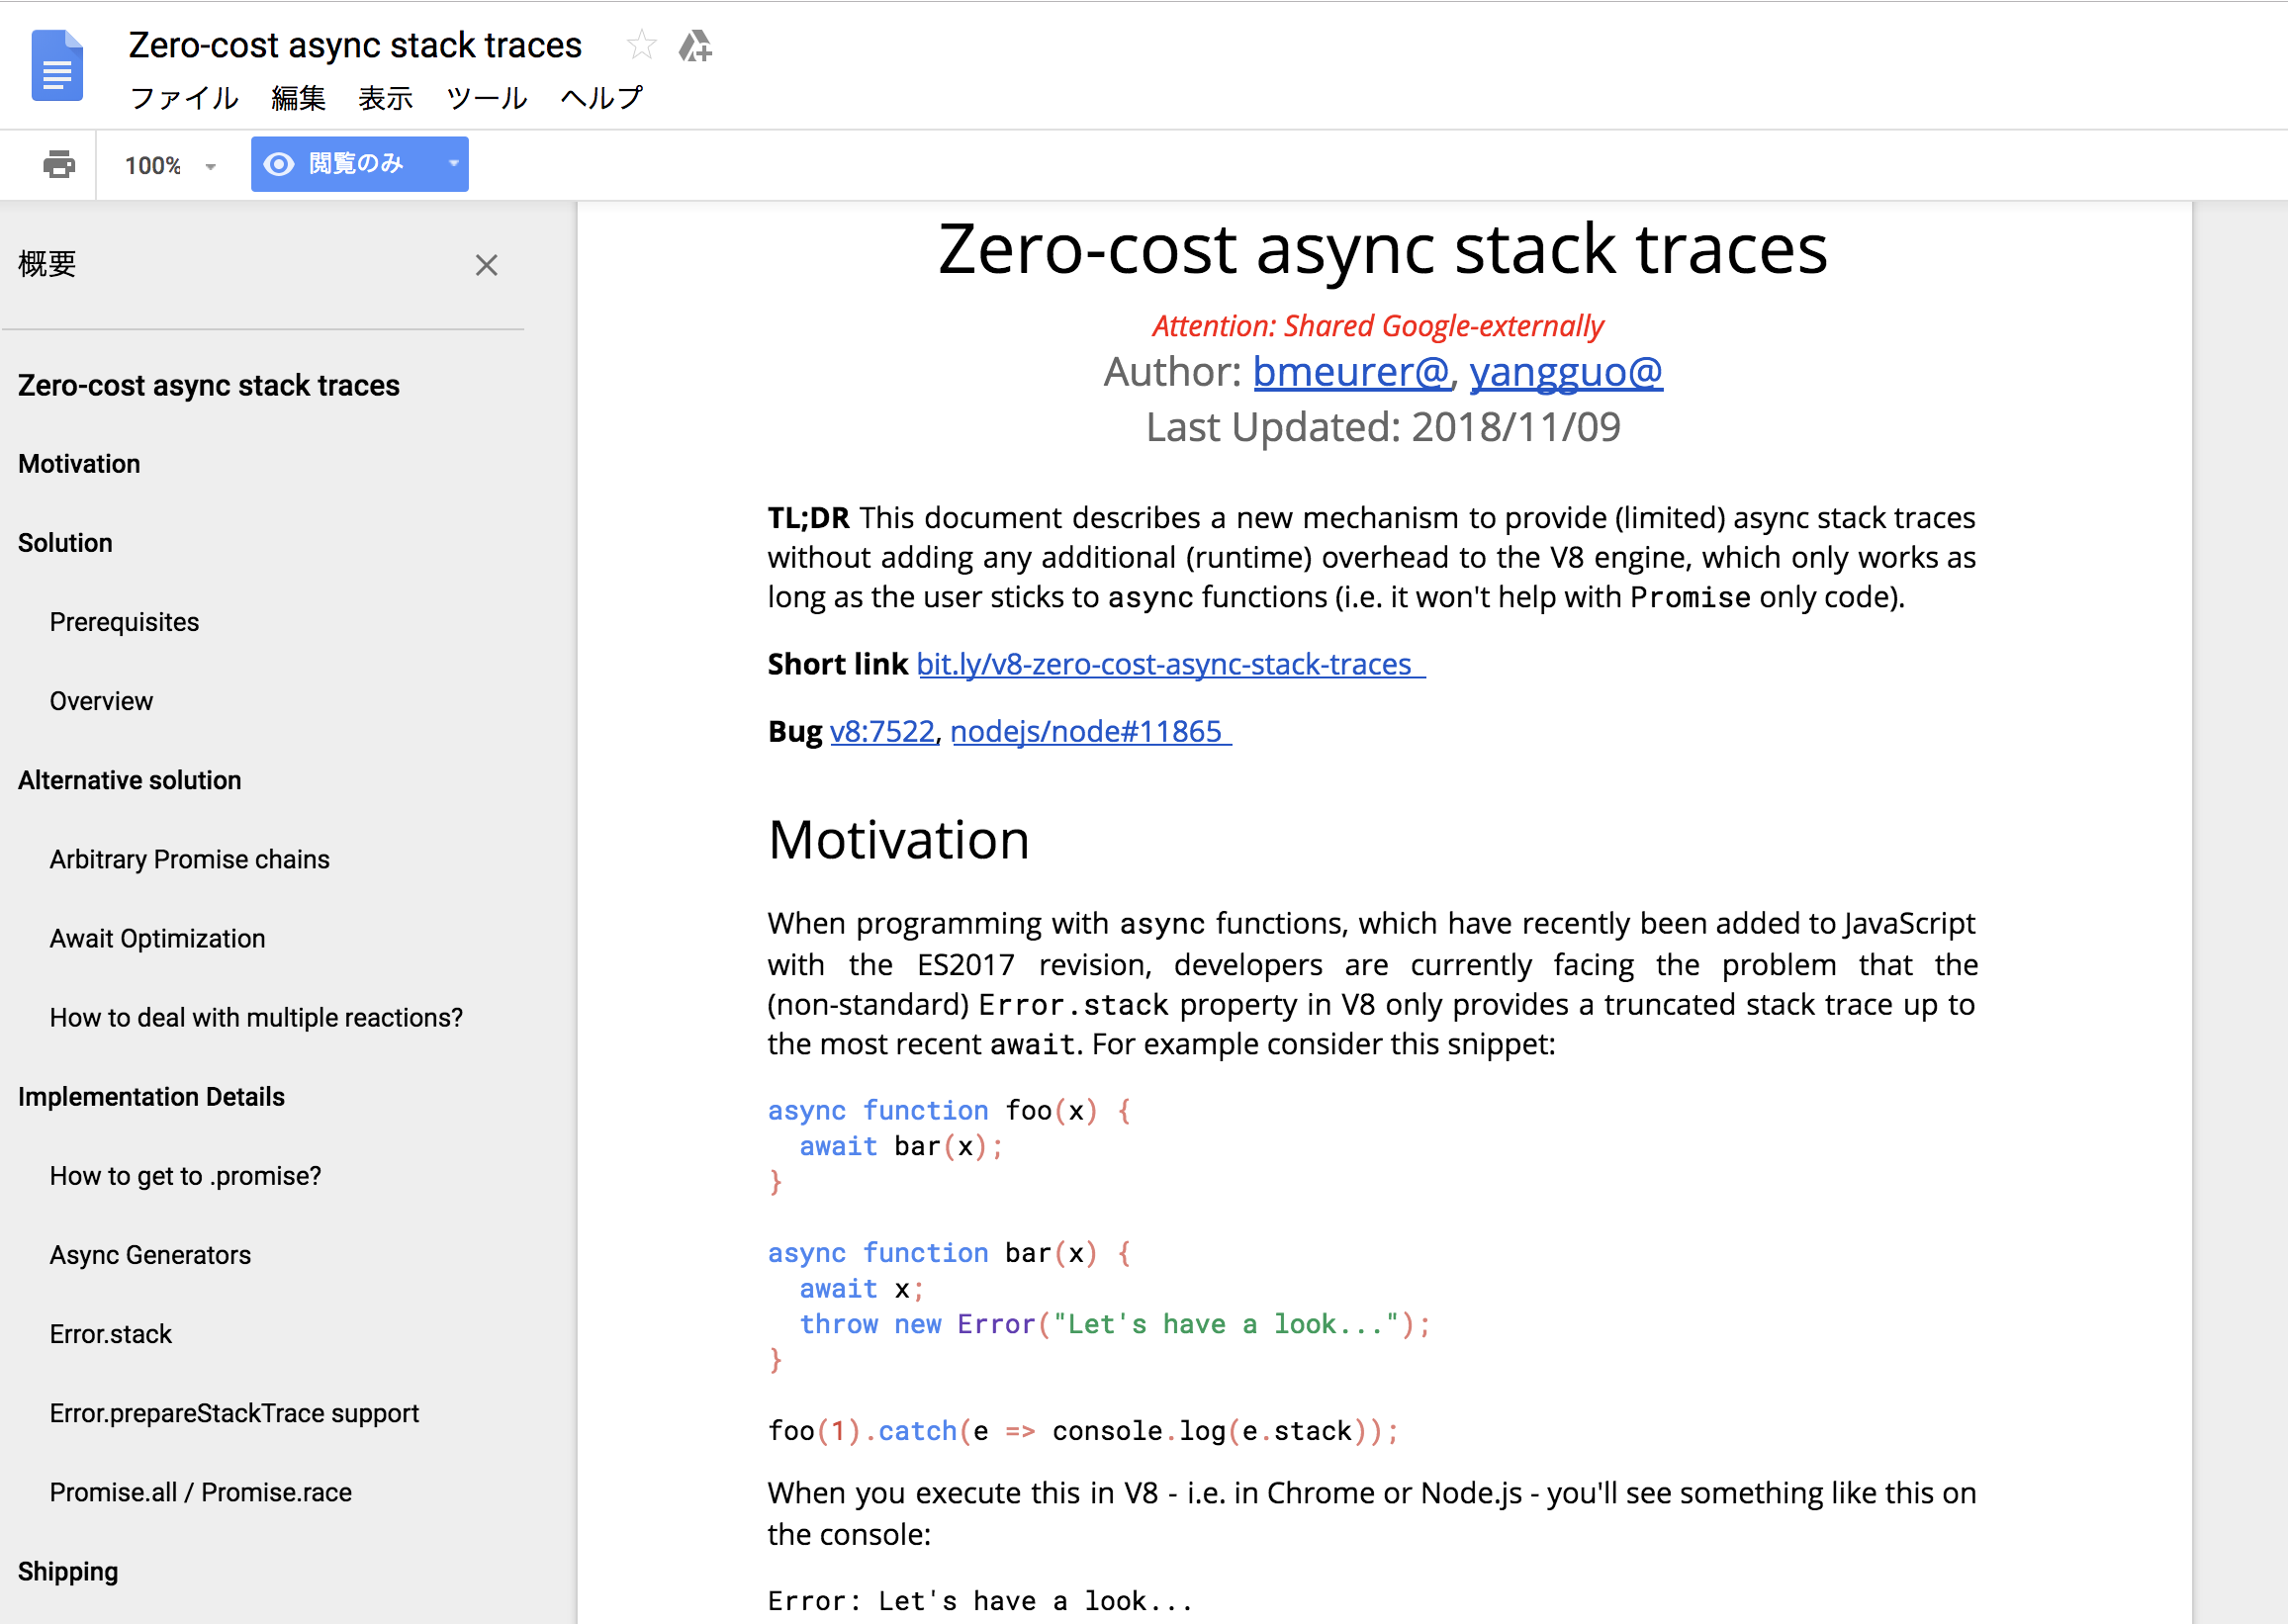 Zero-cost async stack traces
ファイル 編集 表示 ツール ヘルプ
100% 閲覧のみ
概要
Zero-cost async stack traces
Motivation
Solution
Prerequisites
Overview
Alternative solution
Arbitrary Promise chains
Await Optimization
How to deal with multiple reactions?
Implementation Details
How to get to .promise?
Async Generators
Error.stack
Error.prepareStackTrace support
Promise.all / Promise.race
Shipping
Zero-cost async stack traces
Attention: Shared Google-externally
Author: bmeurer@, yangguo@
Last Updated: 2018/11/09
TL;DR This document describes a new mechanism to provide (limited) async stack traces
without adding any additional (runtime) overhead to the V8 engine, which only works as
long as the user sticks to async functions (i.e. it won't help with Promise only code).
Short link bit.ly/v8-zero-cost-async-stack-traces
Bug v8:7522, nodejs/node#11865
Motivation
When programming with async functions, which have recently been added to JavaScript
with the ES2017 revision, developers are currently facing the problem that the
(non-standard) Error.stack property in V8 only provides a truncated stack trace up to
the most recent await. For example consider this snippet:
async function foo(x) {
  await bar(x);
}
async function bar(x) {
  await x;
  throw new Error("Let's have a look...");
}
foo(1).catch(e => console.log(e.stack));
When you execute this in V8 - i.e. in Chrome or Node.js - you'll see something like this on
the console:
Error: Let's have a look...